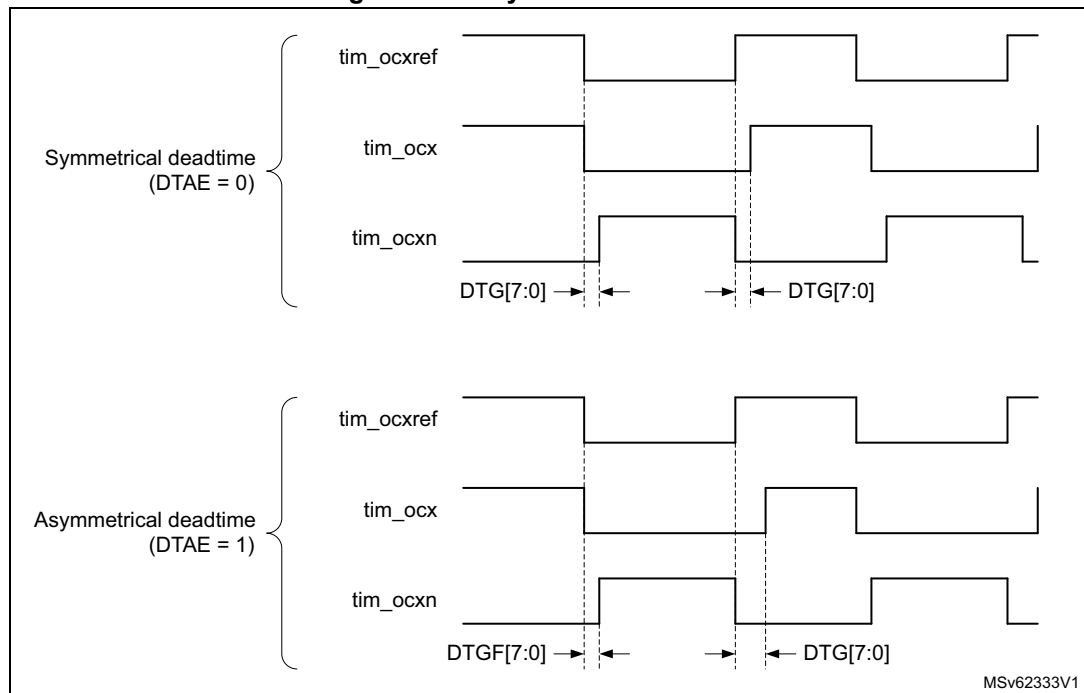 tim_ocxref
tim_ocx
Symmetrical deadtime
(DTAE = 0)
tim_ocxn
DTG[7:0]
DTG[7:0]
tim_ocxref
tim_ocx
Asymmetrical deadtime
(DTAE = 1)
tim_ocxn
DTGF[7:0]
DTG[7:0]
MSv62333V1